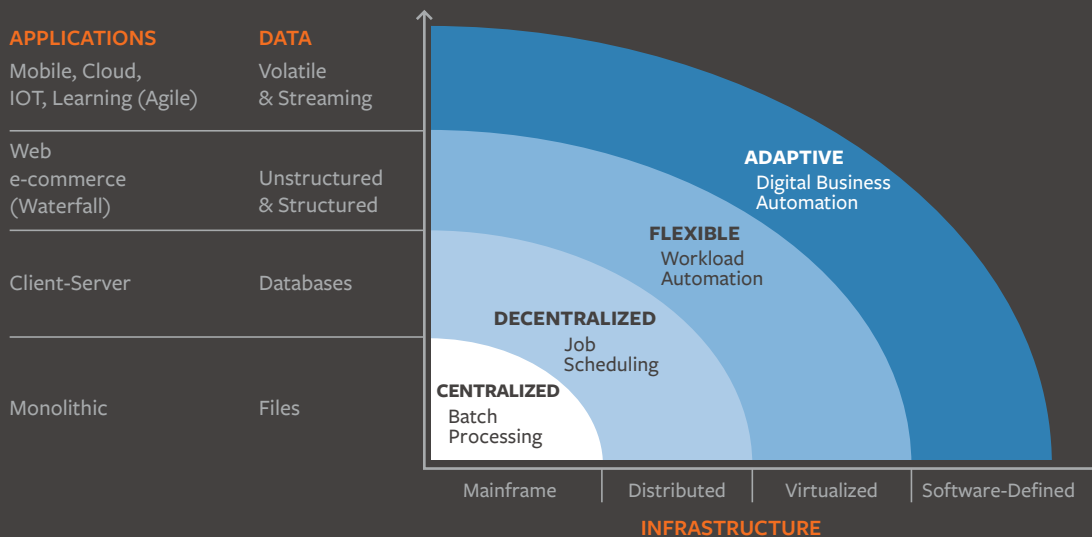 APPLICATIONS
DATA
Mobile, Cloud,
IOT, Learning (Agile)
Volatile
& Streaming
Web
e-commerce
(Waterfall)
Unstructured
& Structured
Client-Server
Databases
Monolithic
Files
ADAPTIVE
Digital Business
Automation
FLEXIBLE
Workload
Automation
DECENTRALIZED
Job
Scheduling
CENTRALIZED
Batch
Processing
Mainframe
Distributed
Virtualized
Software-Defined
INFRASTRUCTURE